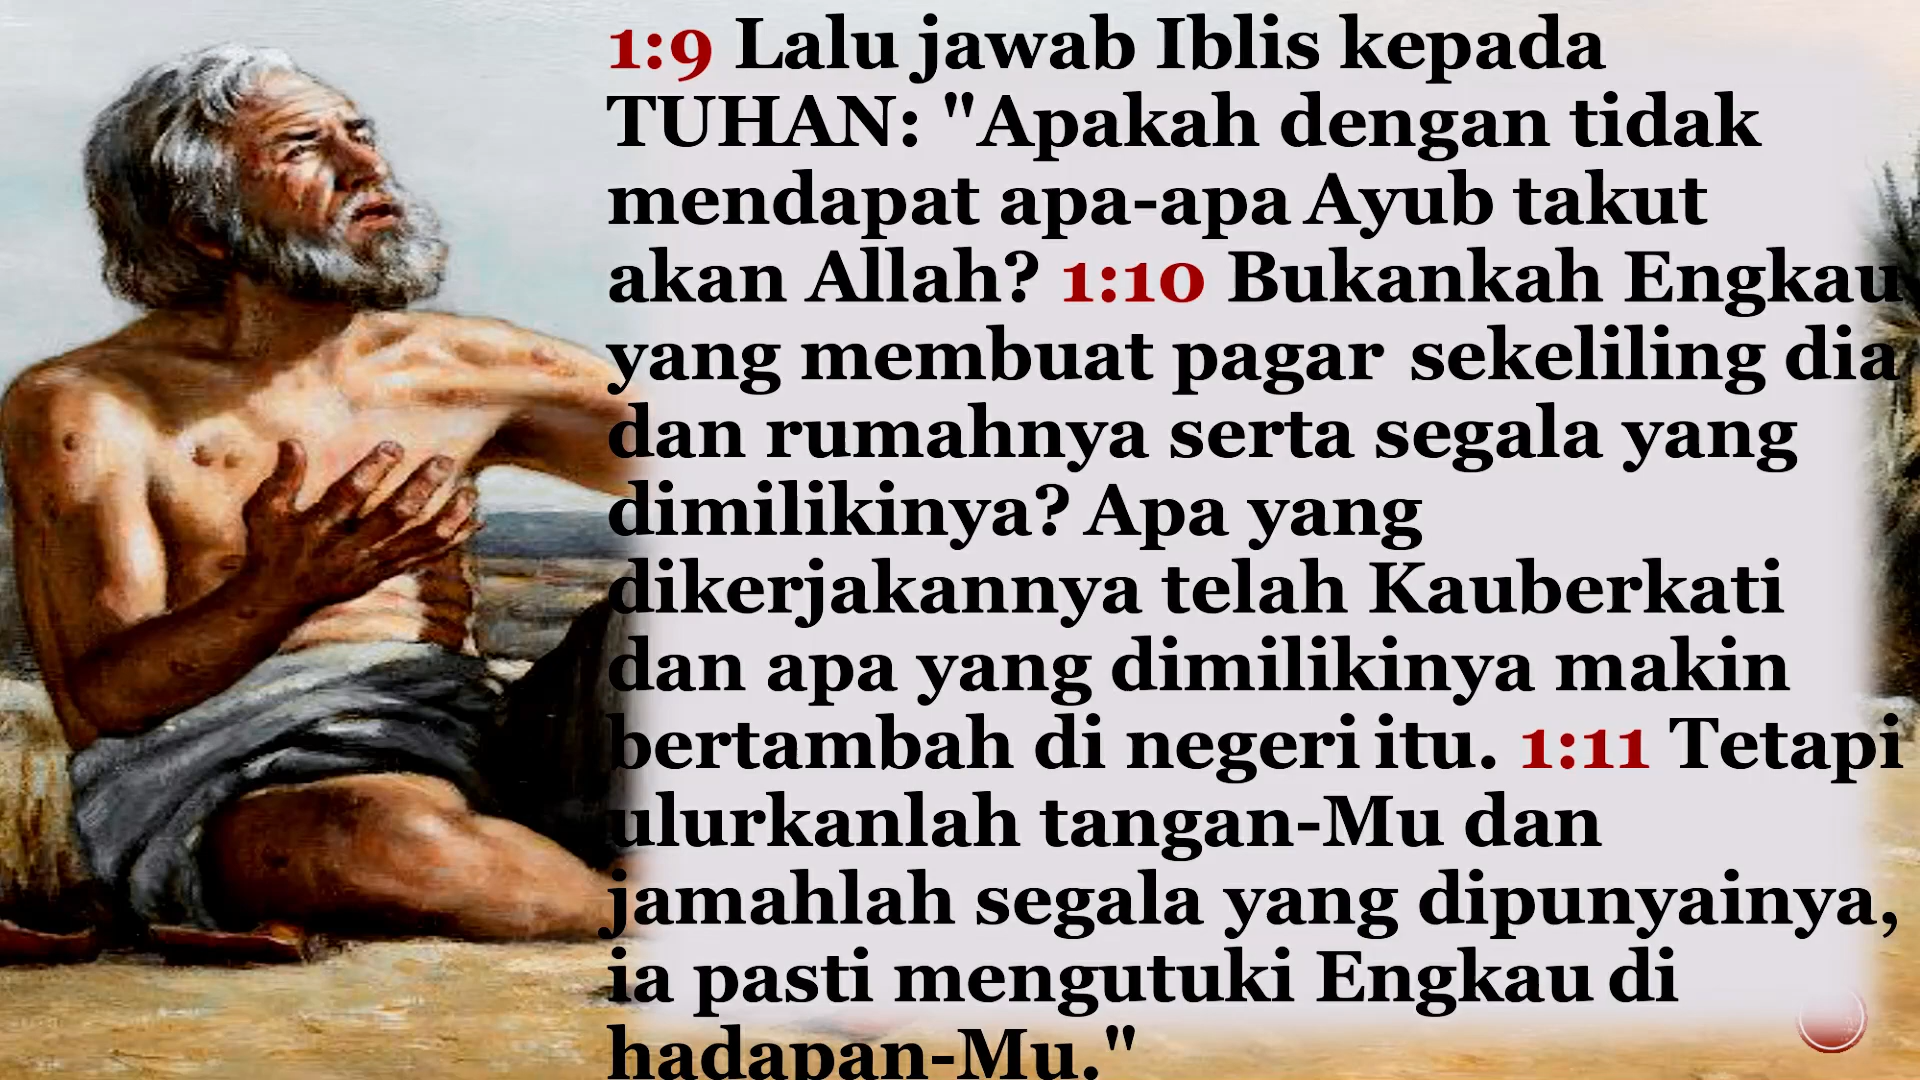 1:9 Lalu jawab Iblis kepada
TUHAN: "Apakah dengan tidak
mendapat apa-apa Ayub takut
akan Allah? 1:10 Bukankah Engkau
yang membuat pagar sekeliling dia
dan rumahnya serta segala yang
dimilikinya? Apa yang
dikerjakannya telah Kauberkati
dan apa yang dimilikinya makin
bertambah di negeri itu. 1:11 Tetapi
ulurkanlah tangan-Mu dan
jamahlah segala yang dipunyainya,
ia pasti mengutuki Engkau di
hadapan-Mu."